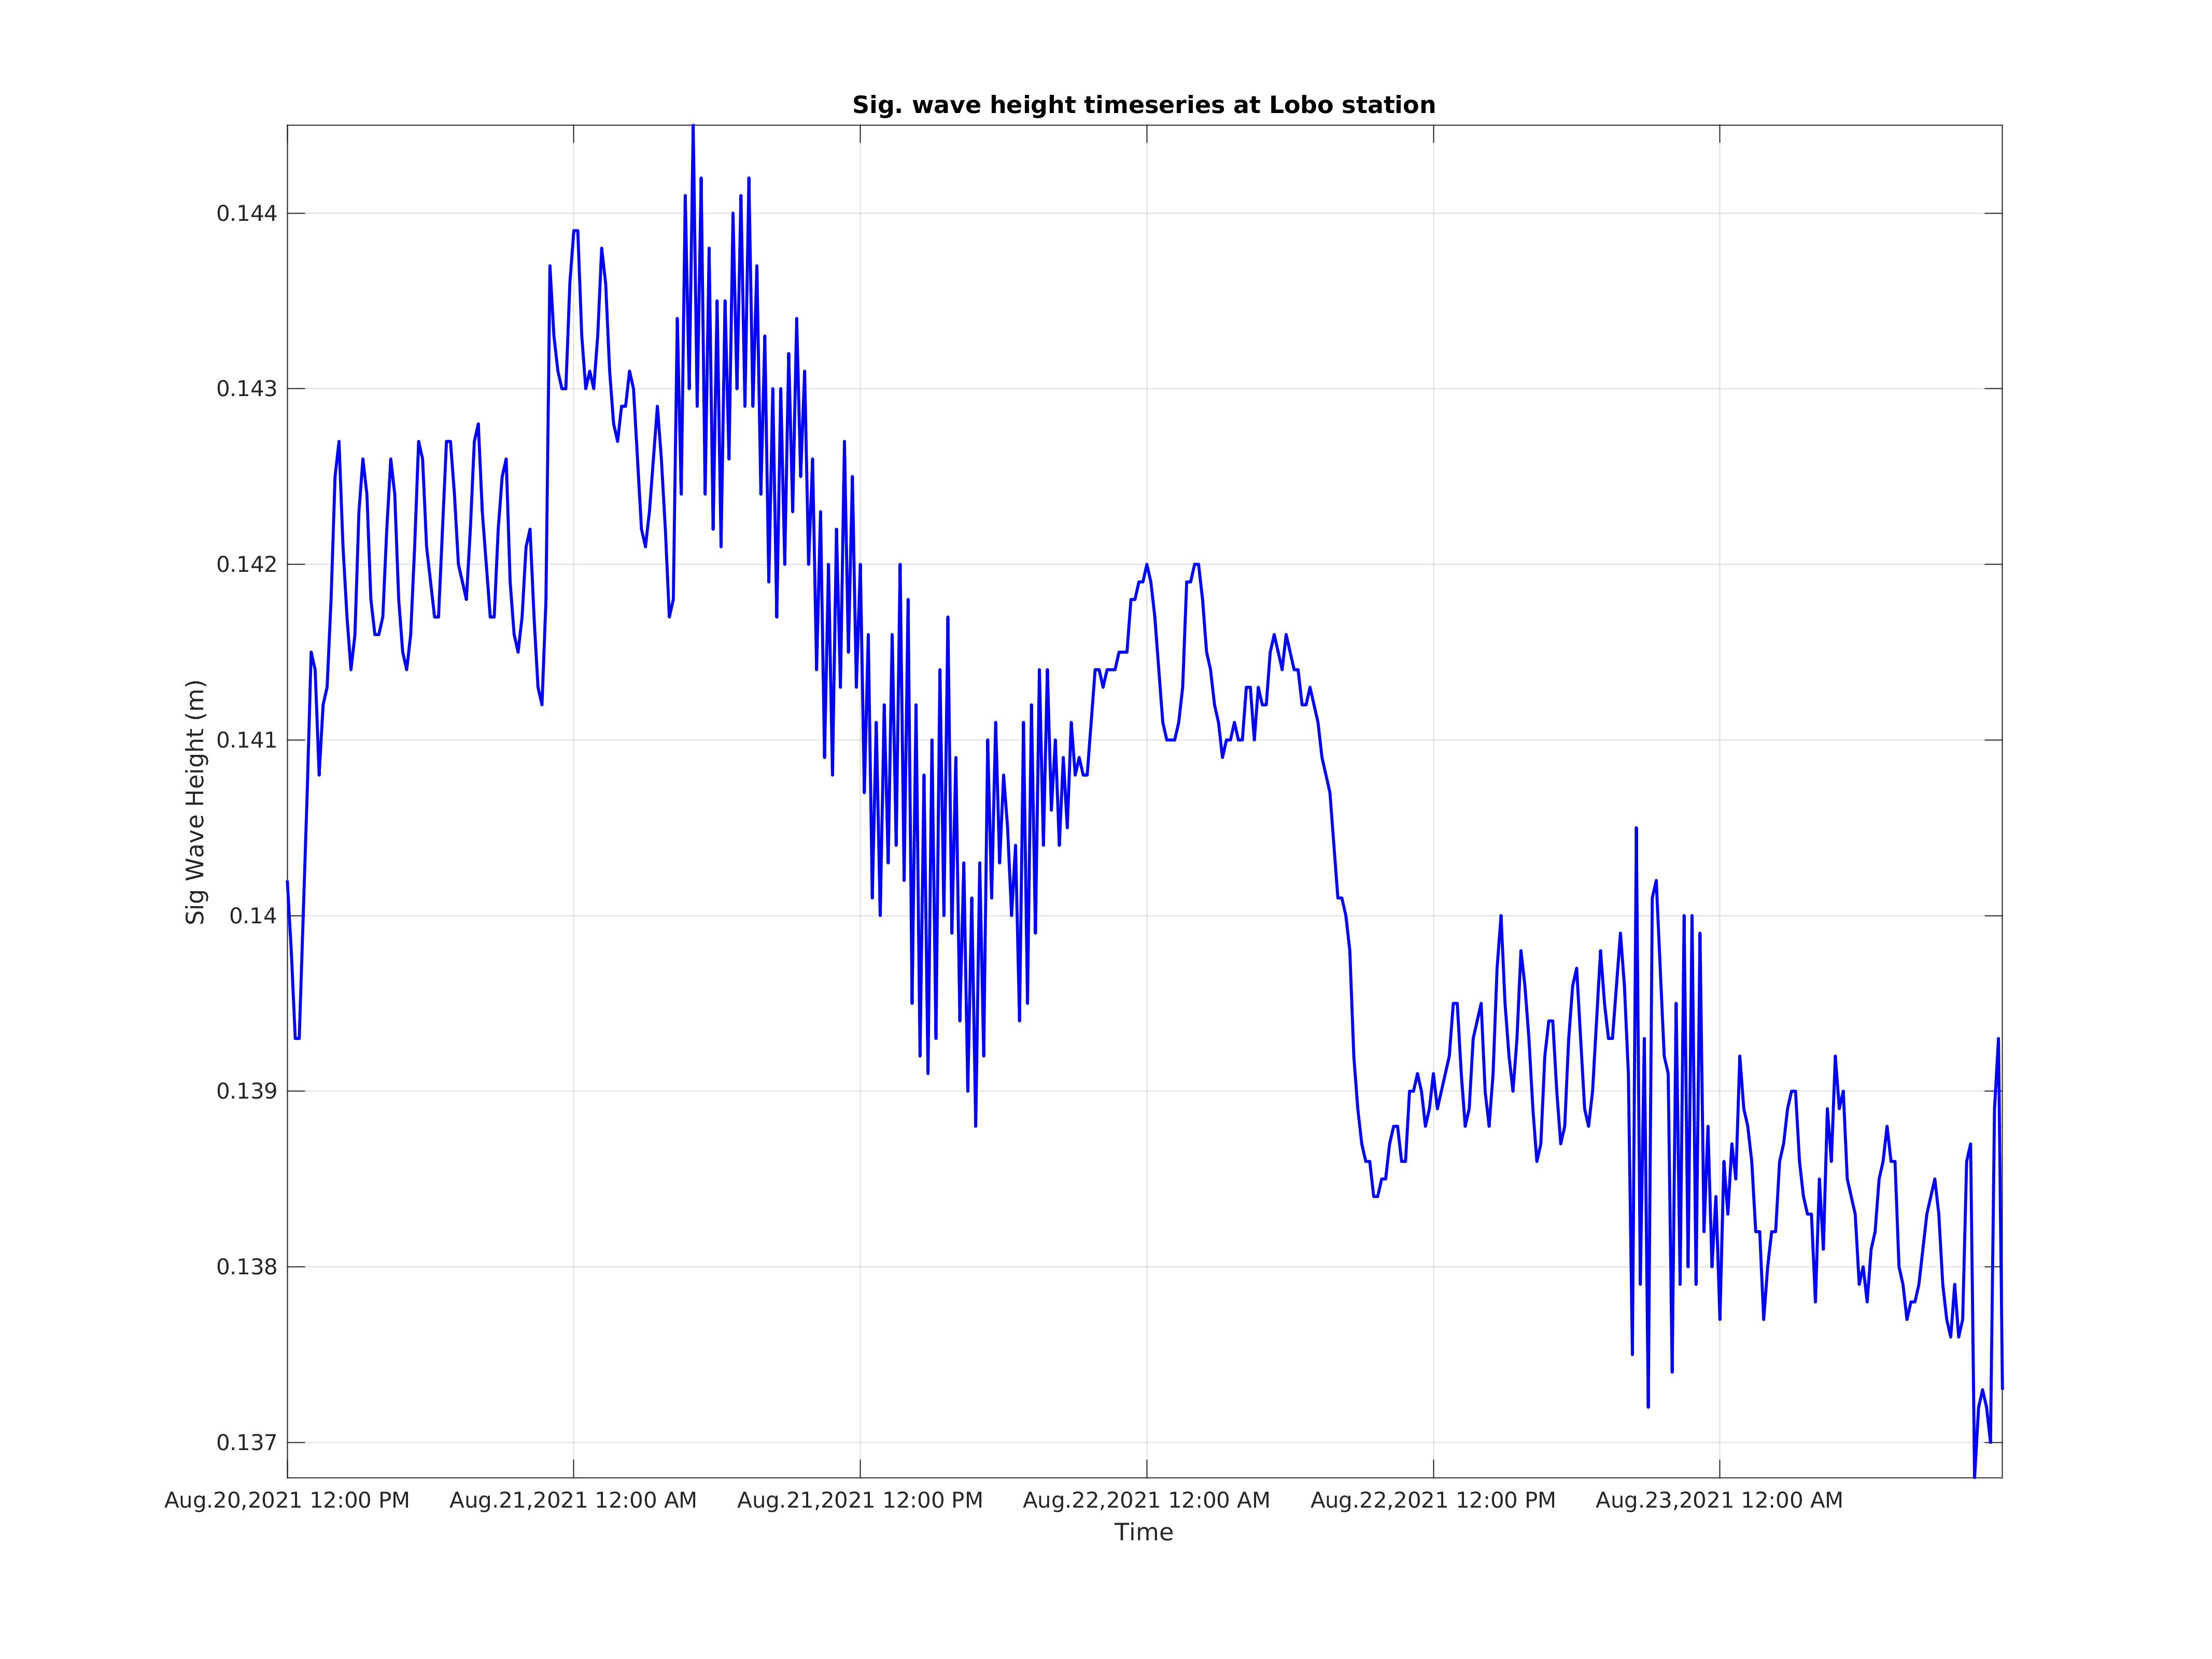 Sig. wave height timeseries at Lobo station
0.144
0.143
0.142
0.141
0.14
0.139
0.138
0.137
Sig Wave Height (m)
Aug.20,2021 12:00 PM Aug.21,2021 12:00 AM Aug.21,2021 12:00 PM Aug.22,2021 12:00 AM Aug.22,2021 12:00 PM Aug.23,2021 12:00 AM
Time